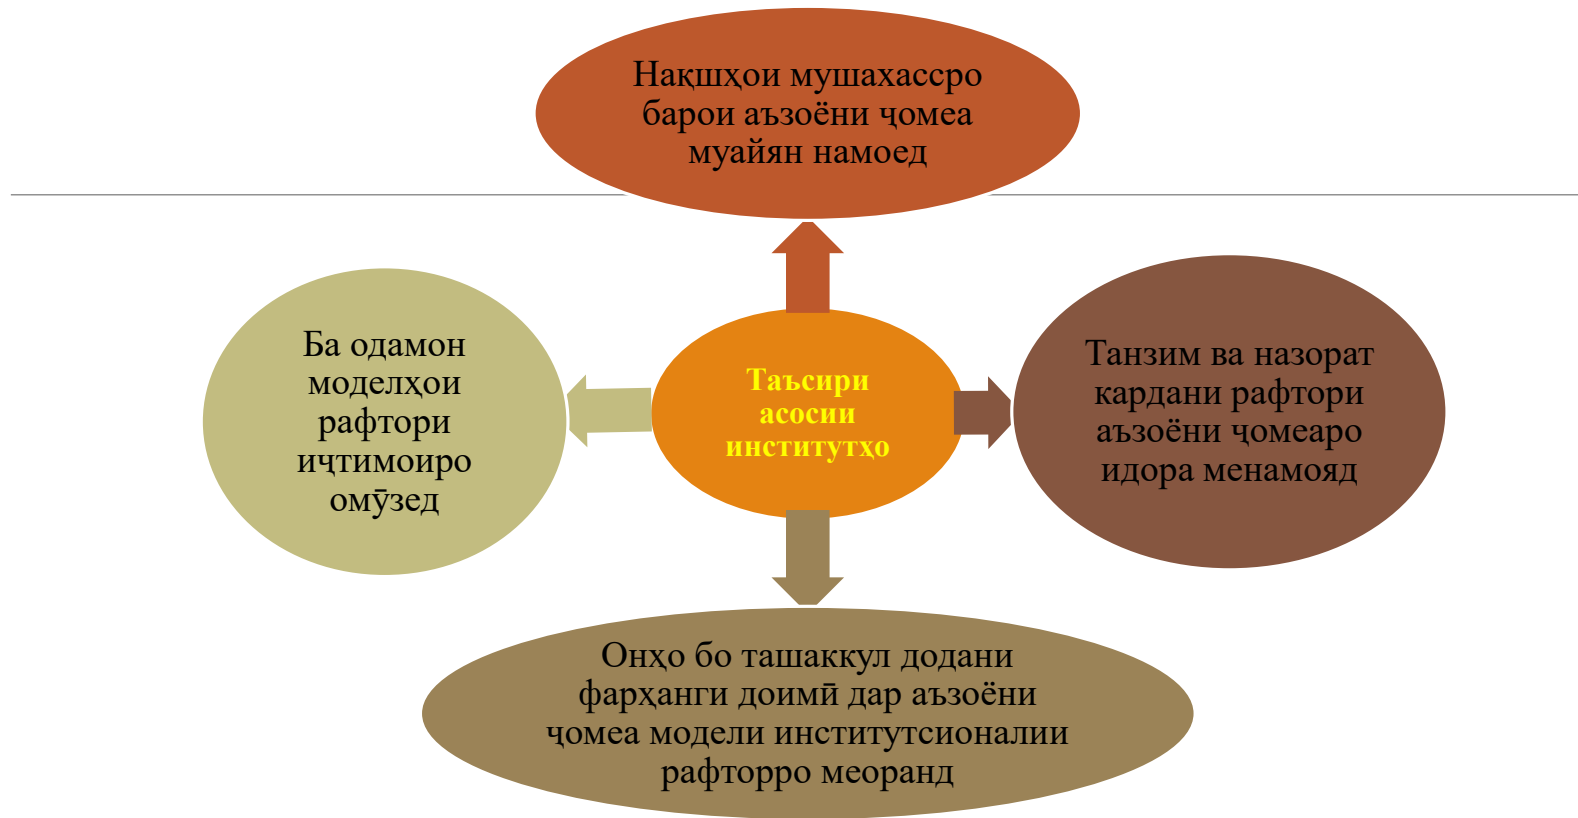 Нақшҳои мушахассро
барои аъзоёни ҷомеа
муайян намоед
Ба одамон
моделҳои
рафтори
иҷтимоиро
омӯзед
Таъсири
асосии
институтҳо
Танзим ва назорат
кардани рафтори
аъзоёни ҷомеаро
идора менамояд
Онҳо бо ташаккул додани
фарҳанги доимӣ дар аъзоёни
ҷомеа модели институтсионалии
рафторро меоранд